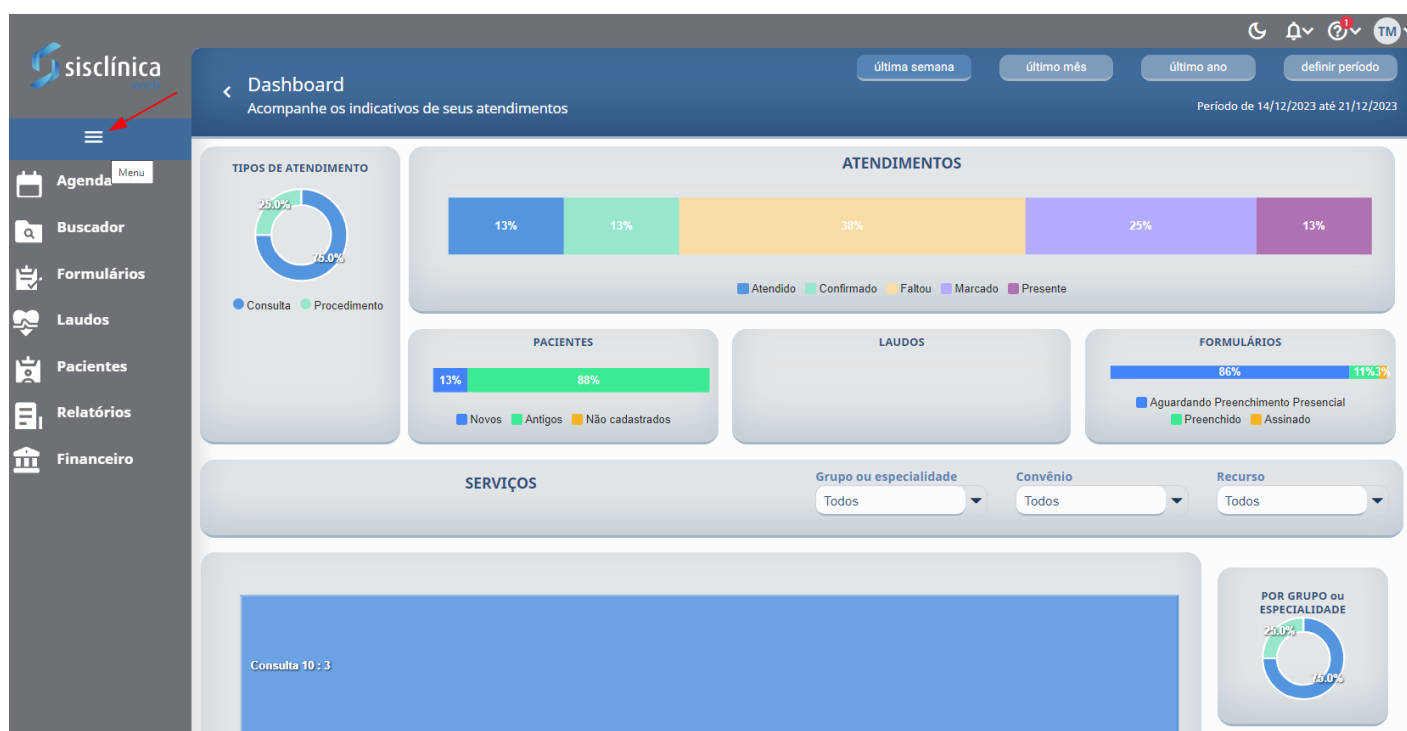 1
TM
sisclínica
última semana
último mês
último ano
definir período
Dashboard
Acompanhe os indicativos de seus atendimentos
Período de 14/12/2023 até 21/12/2023
Menu
Agenda
Buscador
Formulários
Laudos
Pacientes
Relatórios
Financeiro
TIPOS DE ATENDIMENTO
25.0%
75.0%
Consulta Procedimento
ATENDIMENTOS
13% 13% 38% 25% 13%
Atendido Confirmado Faltou Marcado Presente
PACIENTES
13% 88%
Novos Antigos Não cadastrados
LAUDOS
FORMULÁRIOS
86% 11% 3%
Aguardando Preenchimento Presencial
Preenchido Assinado
SERVIÇOS
Grupo ou especialidade
Todos
Convênio
Todos
Recurso
Todos
Consulta 10 : 3
POR GRUPO ou
ESPECIALIDADE
25.0%
75.0%